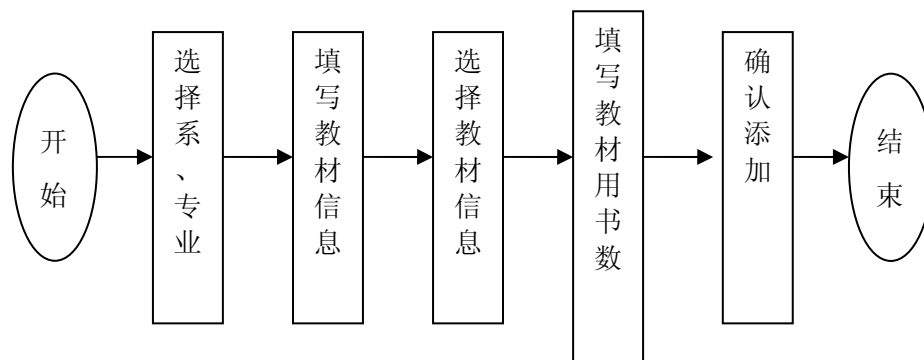 开始
选择系、专业
填写教材信息
选择教材信息
填写教材用书数
确认添加
结束